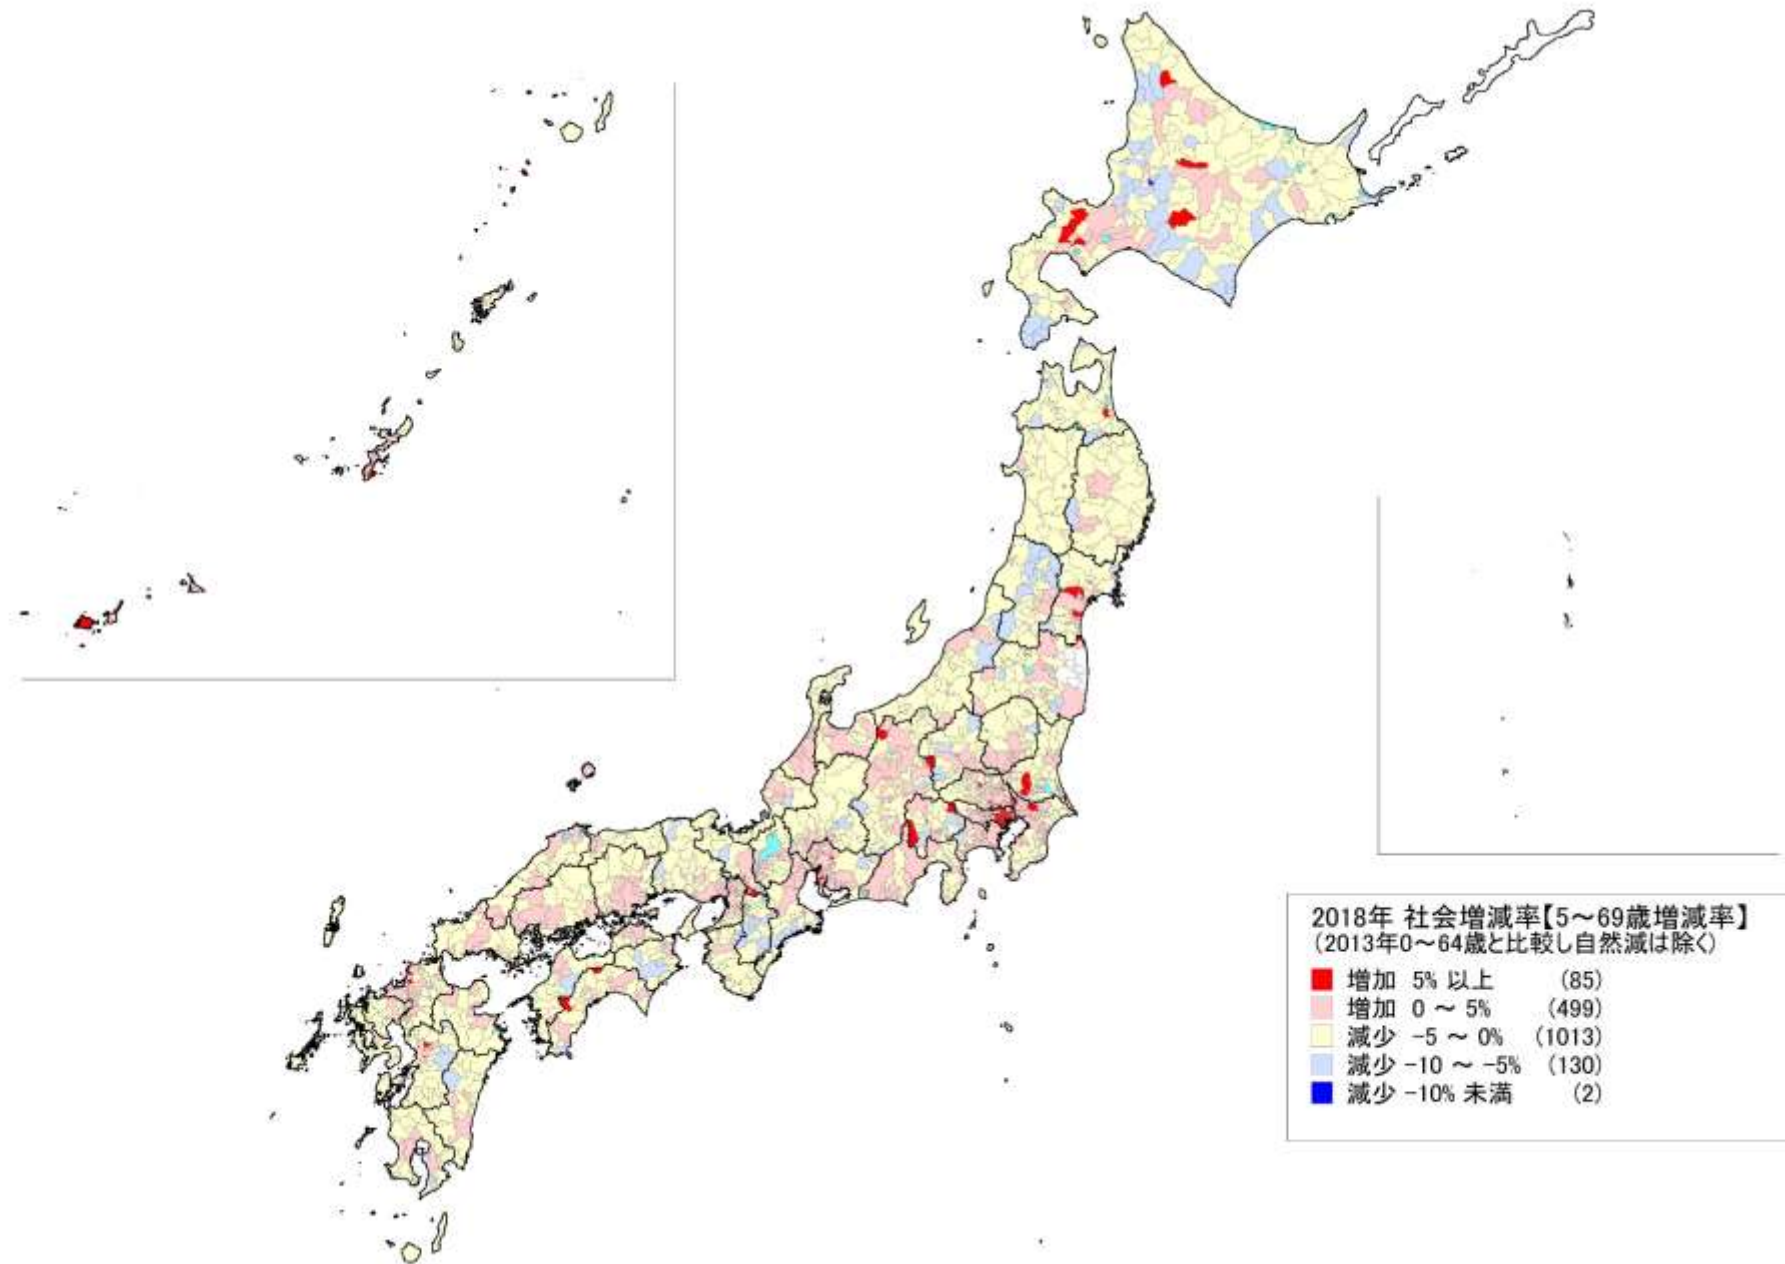 2018年 社会増減率【5～69歳増減率】
（2013年0～64歳と比較し自然減は除く）
増加 5% 以上 (85)
増加 0 ～ 5% (499)
減少 -5 ～ 0% (1013)
減少 -10 ～ -5% (130)
減少 -10% 未満 (2)